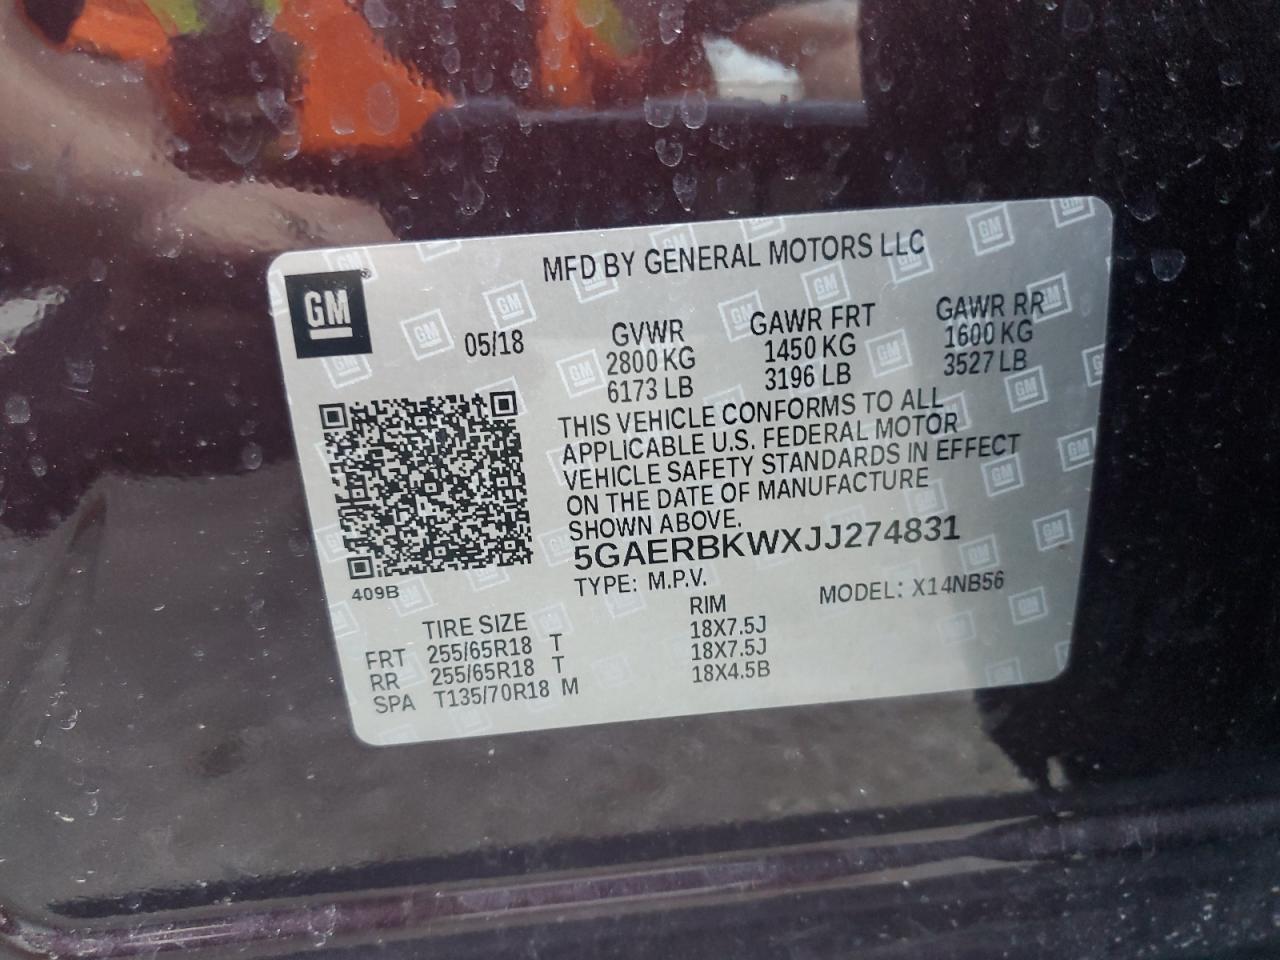 MFD BY GENERAL MOTORS LLC
GM
05/18
GVWR GAWR FRT GAWR RR
2800 KG 1450 KG 1600 KG
6173 LB 3196 LB 3527 LB
THIS VEHICLE CONFORMS TO ALL
APPLICABLE U.S. FEDERAL MOTOR
VEHICLE SAFETY STANDARDS IN EFFECT
ON THE DATE OF MANUFACTURE
SHOWN ABOVE.
5GAERBKWXJJ274831
409B
TYPE: M.P.V. MODEL: X14NB56
TIRE SIZE RIM
FRT 255/65R18 T 18X7.5J
RR 255/65R18 T 18X7.5J
SPA T135/70R18 M 18X4.5B